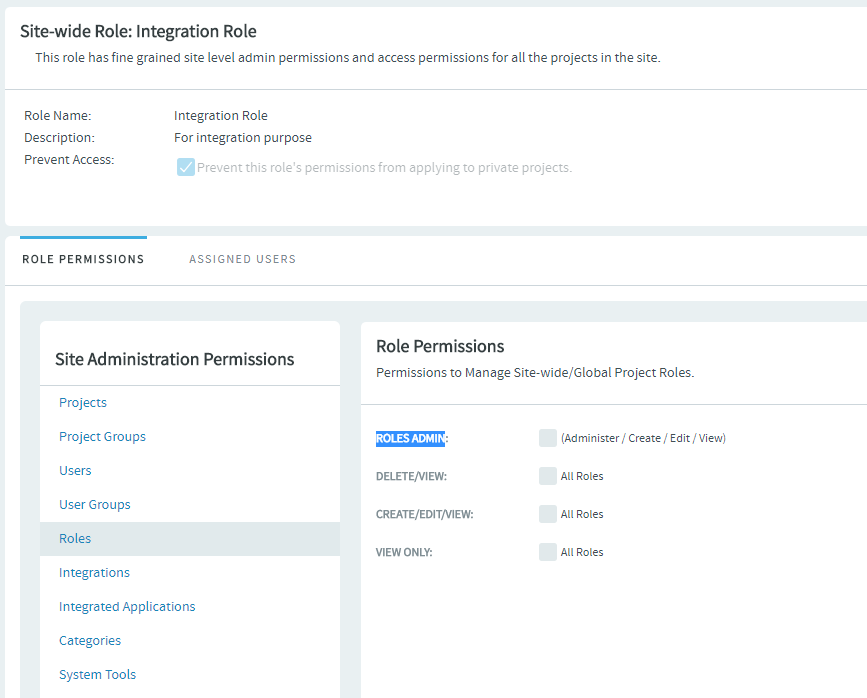 Site-wide Role: Integration Role
This role has fine grained site level admin permissions and access permissions for all the projects in the site.
Role Name: Integration Role
Description: For integration purpose
Prevent Access: Prevent this role's permissions from applying to private projects.
ROLE PERMISSIONS ASSIGNED USERS
Site Administration Permissions
Projects
Project Groups
Users
User Groups
Roles
Integrations
Integrated Applications
Categories
System Tools
Role Permissions
Permissions to Manage Site-wide/Global Project Roles.
ROLES ADMIN: (Administer / Create / Edit / View)
DELETE/VIEW: All Roles
CREATE/EDIT/VIEW: All Roles
VIEW ONLY: All Roles